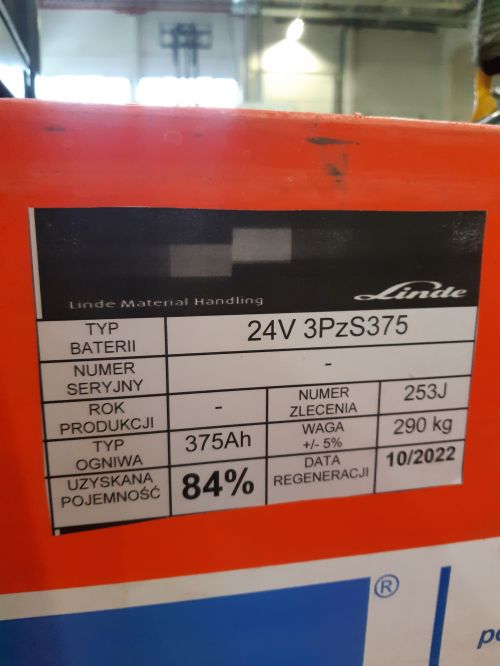 Linde Material Handling
Linde
TYP
BATERII
24V 3PzS375
NUMER
SERYJNY
-
ROK
PRODUKCJI
-
NUMER
ZLECENIA
253J
TYP
OGNIWA
375Ah
WAGA
+/- 5%
290 kg
UZYSKANA
POJEMNOŚĆ
84%
DATA
REGENERACJI
10/2022
®